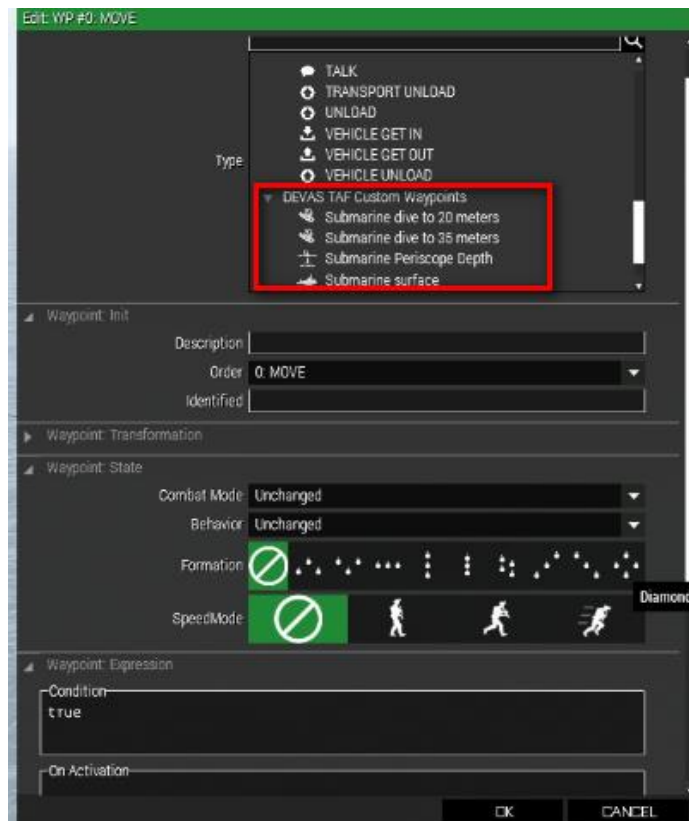 Edit: WP #0: MOVE
TALK
TRANSPORT UNLOAD
UNLOAD
VEHICLE GET IN
VEHICLE GET OUT
Type
VEHICLE UNLOAD
DEVAS TAF Custom Waypoints
Submarine dive to 20 meters
Submarine dive to 35 meters
Submarine Periscope Depth
Submarine surface
Waypoint: Init
Description
Order 0: MOVE
Identified
Waypoint: Transformation
Waypoint: State
Combat Mode Unchanged
Behavior Unchanged
Formation
Diamond
SpeedMode
Waypoint: Expression
Condition
true
On Activation
OK CANCEL